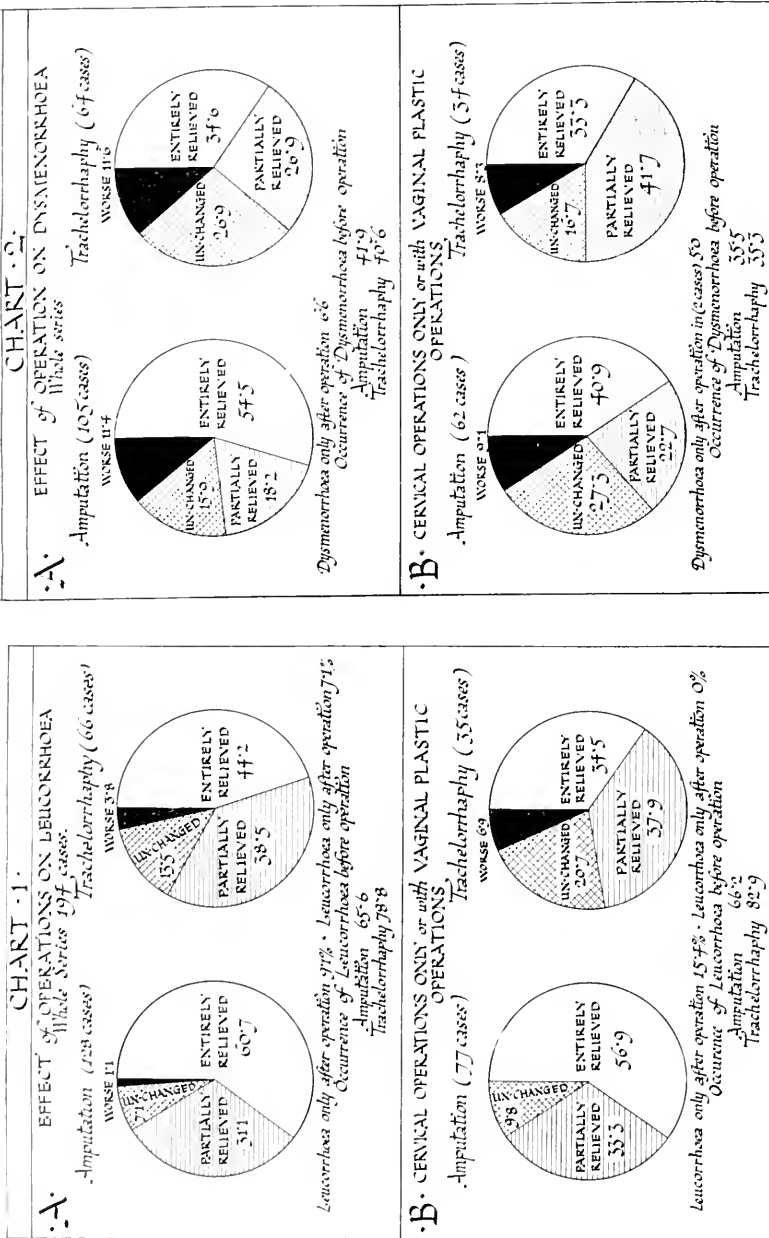 CHART · 1 ·
· A ·
EFFECT of OPERATIONS ON LEUCORRHOEA
Whole Series 194 cases.
Amputation (128 cases)
WORSE 1·1
UN·CHANGED
7·1
PARTIALLY
RELIEVED
31·1
ENTIRELY
RELIEVED
60·7
Trachelorrhaphy (66 cases)
WORSE 3·8
UN·CHANGED
13·5
PARTIALLY
RELIEVED
38·5
ENTIRELY
RELIEVED
44·2
Leucorrhoea only after operation 9·1% · Leucorrhoea only after operation 7·1%
Occurrence of Leucorrhoea before operation
Amputation 65·6
Trachelorrhaphy 78·8
· B · CERVICAL OPERATIONS ONLY or with VAGINAL PLASTIC
OPERATIONS
Amputation (77 cases)
UN·CHANGED
9·8
PARTIALLY
RELIEVED
33·3
ENTIRELY
RELIEVED
56·9
Trachelorrhaphy (35 cases)
WORSE 6·9
UN·CHANGED
20·7
PARTIALLY
RELIEVED
37·9
ENTIRELY
RELIEVED
34·5
Leucorrhoea only after operation 15·4% · Leucorrhoea only after operation 0%
Occurence of Leucorrhoea before operation
Amputation 66·2
Trachelorrhaphy 82·9
CHART · 2 ·
· A ·
EFFECT of OPERATION ON DYSMENORRHOEA
Whole series
Amputation (105 cases)
WORSE 11·4
UN·CHANGED
15·9
PARTIALLY
RELIEVED
18·2
ENTIRELY
RELIEVED
54·5
Trachelorrhaphy (64 cases)
WORSE 11·6
UN·CHANGED
26·9
PARTIALLY
RELIEVED
26·9
ENTIRELY
RELIEVED
34·6
Dysmenorrhoea only after operation 6·6
Occurrence of Dysmenorrhoea before operation
Amputation 41·9
Trachelorrhaphy 40·6
· B · CERVICAL OPERATIONS ONLY or with VAGINAL PLASTIC
OPERATIONS
Amputation (62 cases)
WORSE 9·1
UN·CHANGED
27·3
PARTIALLY
RELIEVED
22·7
ENTIRELY
RELIEVED
40·9
Trachelorrhaphy (34 cases)
WORSE 8·3
UN·CHANGED
16·7
PARTIALLY
RELIEVED
41·7
ENTIRELY
RELIEVED
33·3
Dysmenorrhoea only after operation in (2 cases) 5·0
Occurrence of Dysmenorrhoea before operation
Amputation 35·5
Trachelorrhaphy 35·3